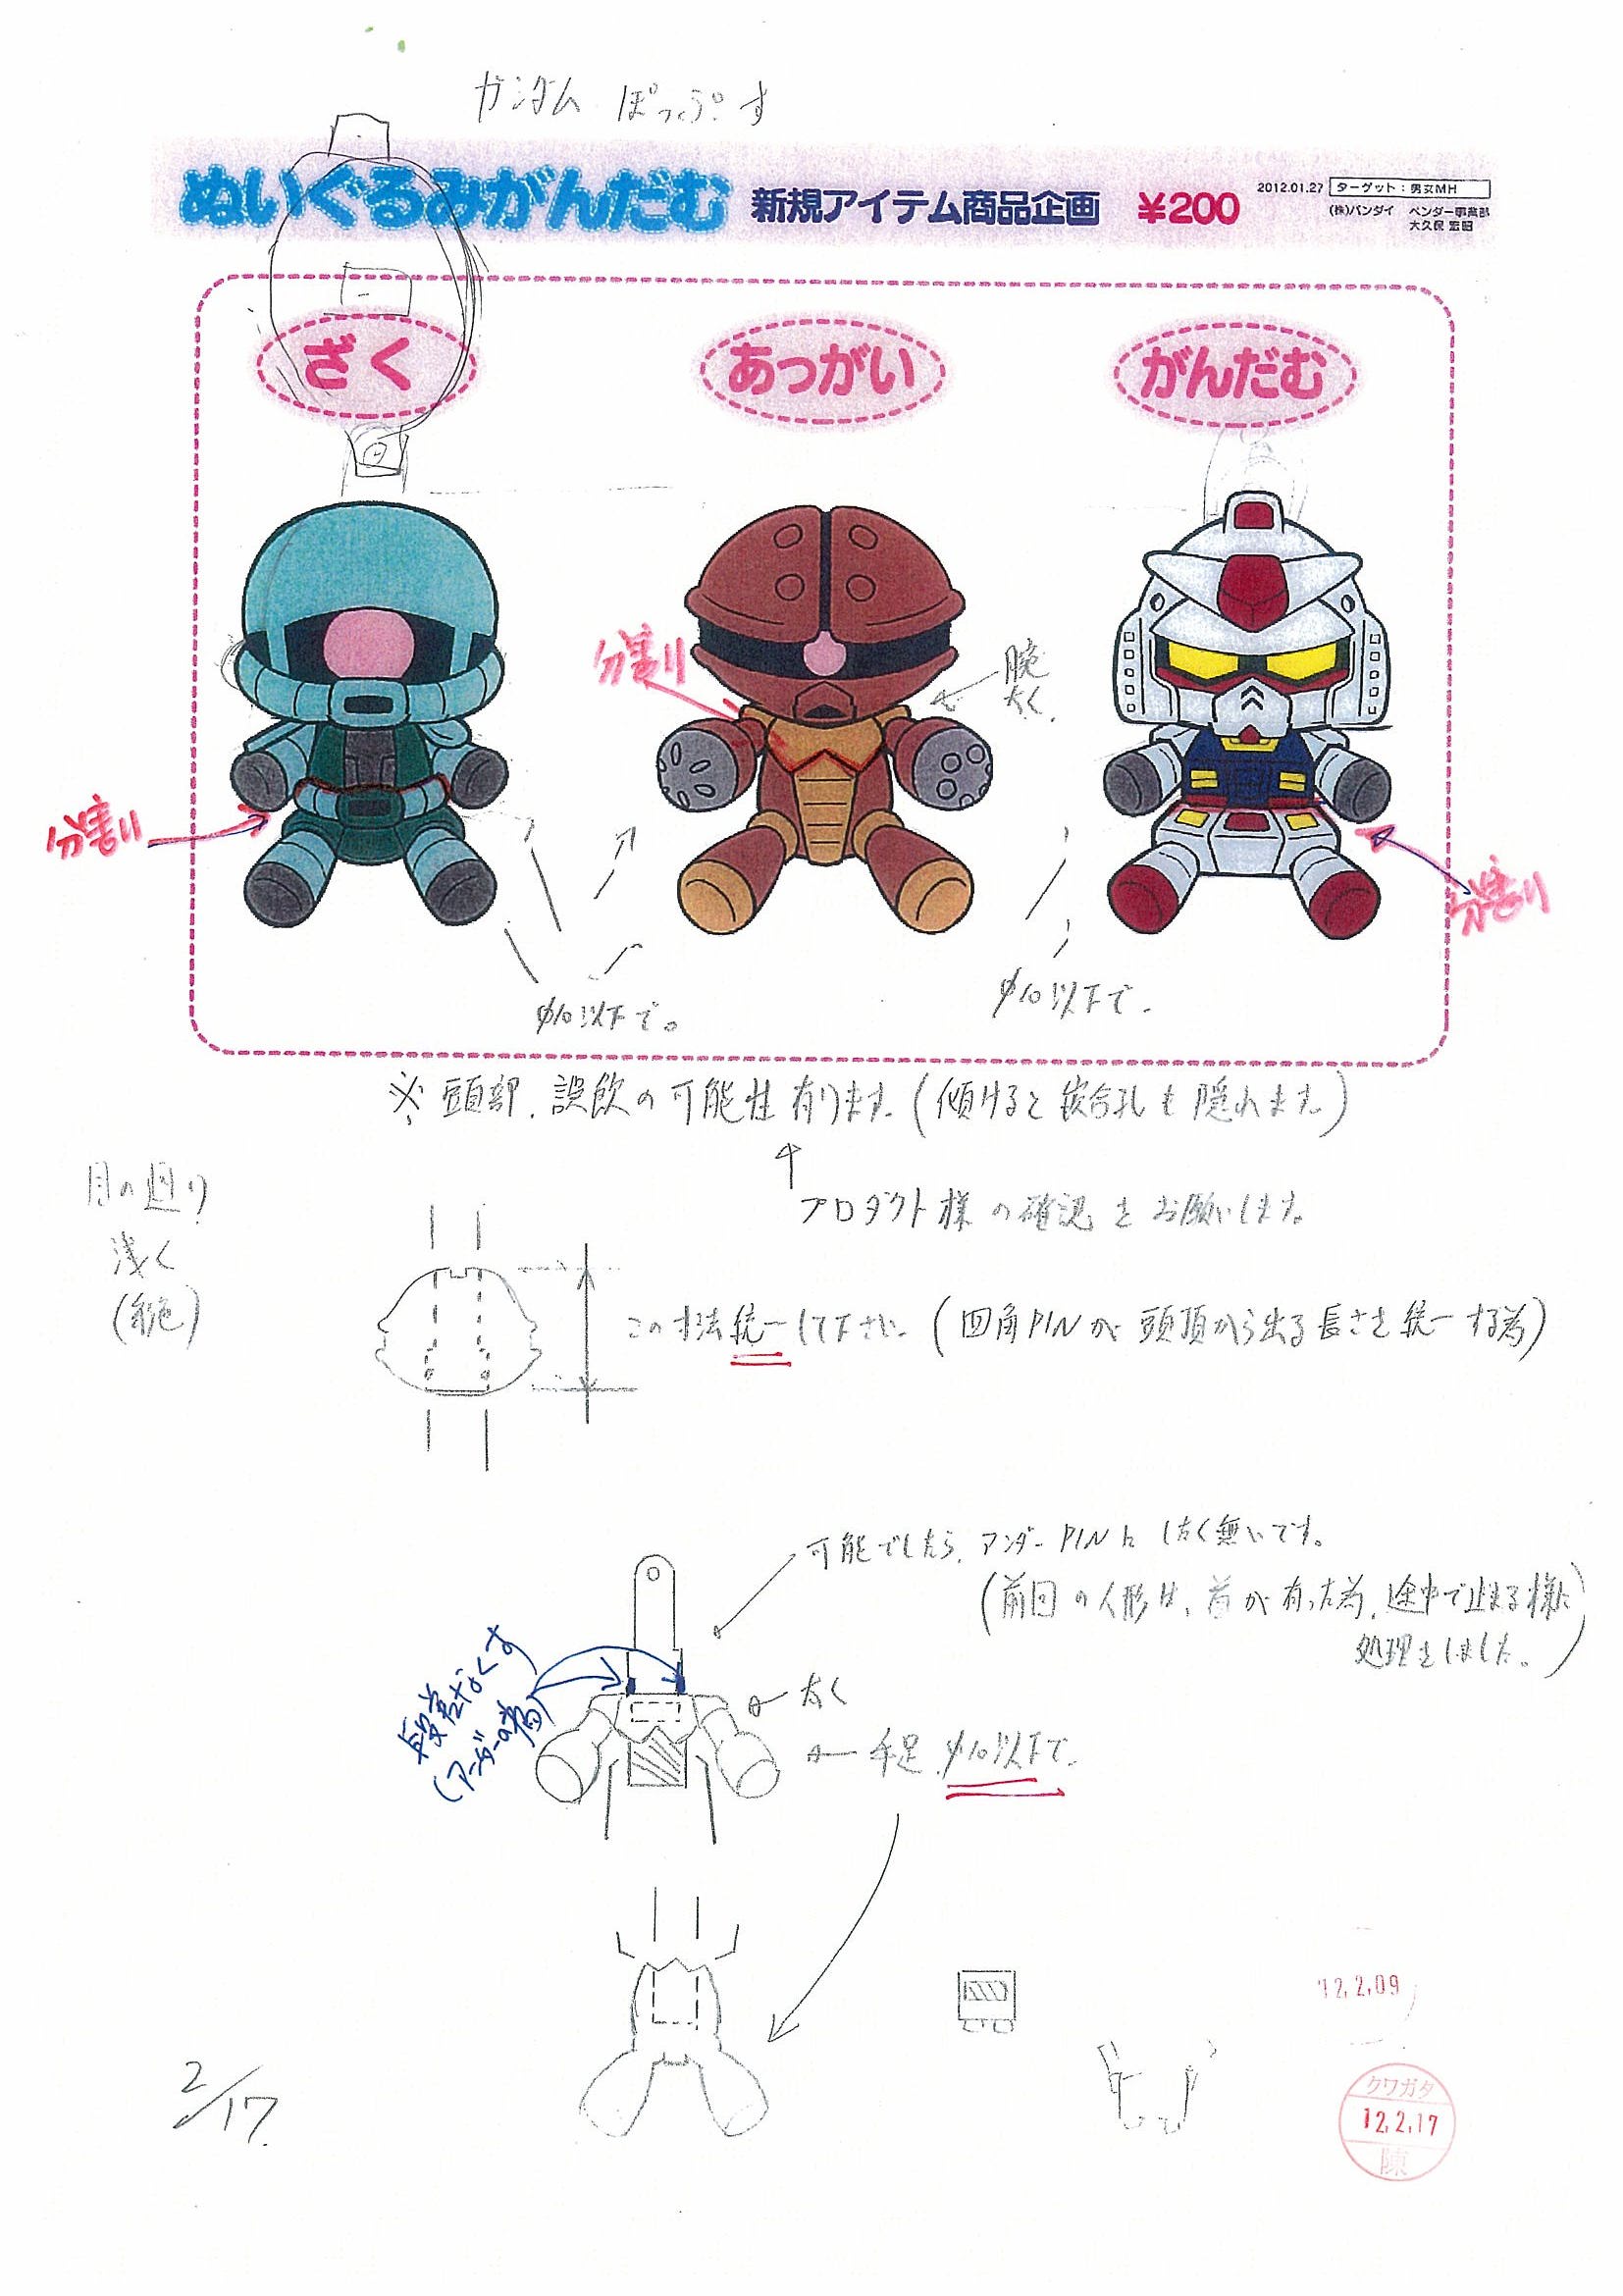 ガンダム ぽっぷす
ぬいぐるみがんだむ 新規アイテム商品企画 ¥200
2012.01.27 ターゲット：男女MH
(株)バンダイ ベンダー事業部
大久保 宏昭
ざく
あっがい
がんだむ
分割り
腕
太く
分割り
分割り
φ10以下で。
φ10以下で.
※頭部、誤飲の可能性有ります。(傾けると嵌合孔も隠れます。)
プロダクト様の確認をお願いします。
目の廻り
浅く
この寸法統一して下さい。(四角PINが頭頂から出る長さを統一する為)
可能でしたら、アンダーPINにしたく無いです。
(前回の人形は、首が有った為、途中で止まる様に
処理をしました。)
段差なくす
太く
手足 φ10以下で.
12.2.09
2/17.
クワガタ
12.2.17
陳